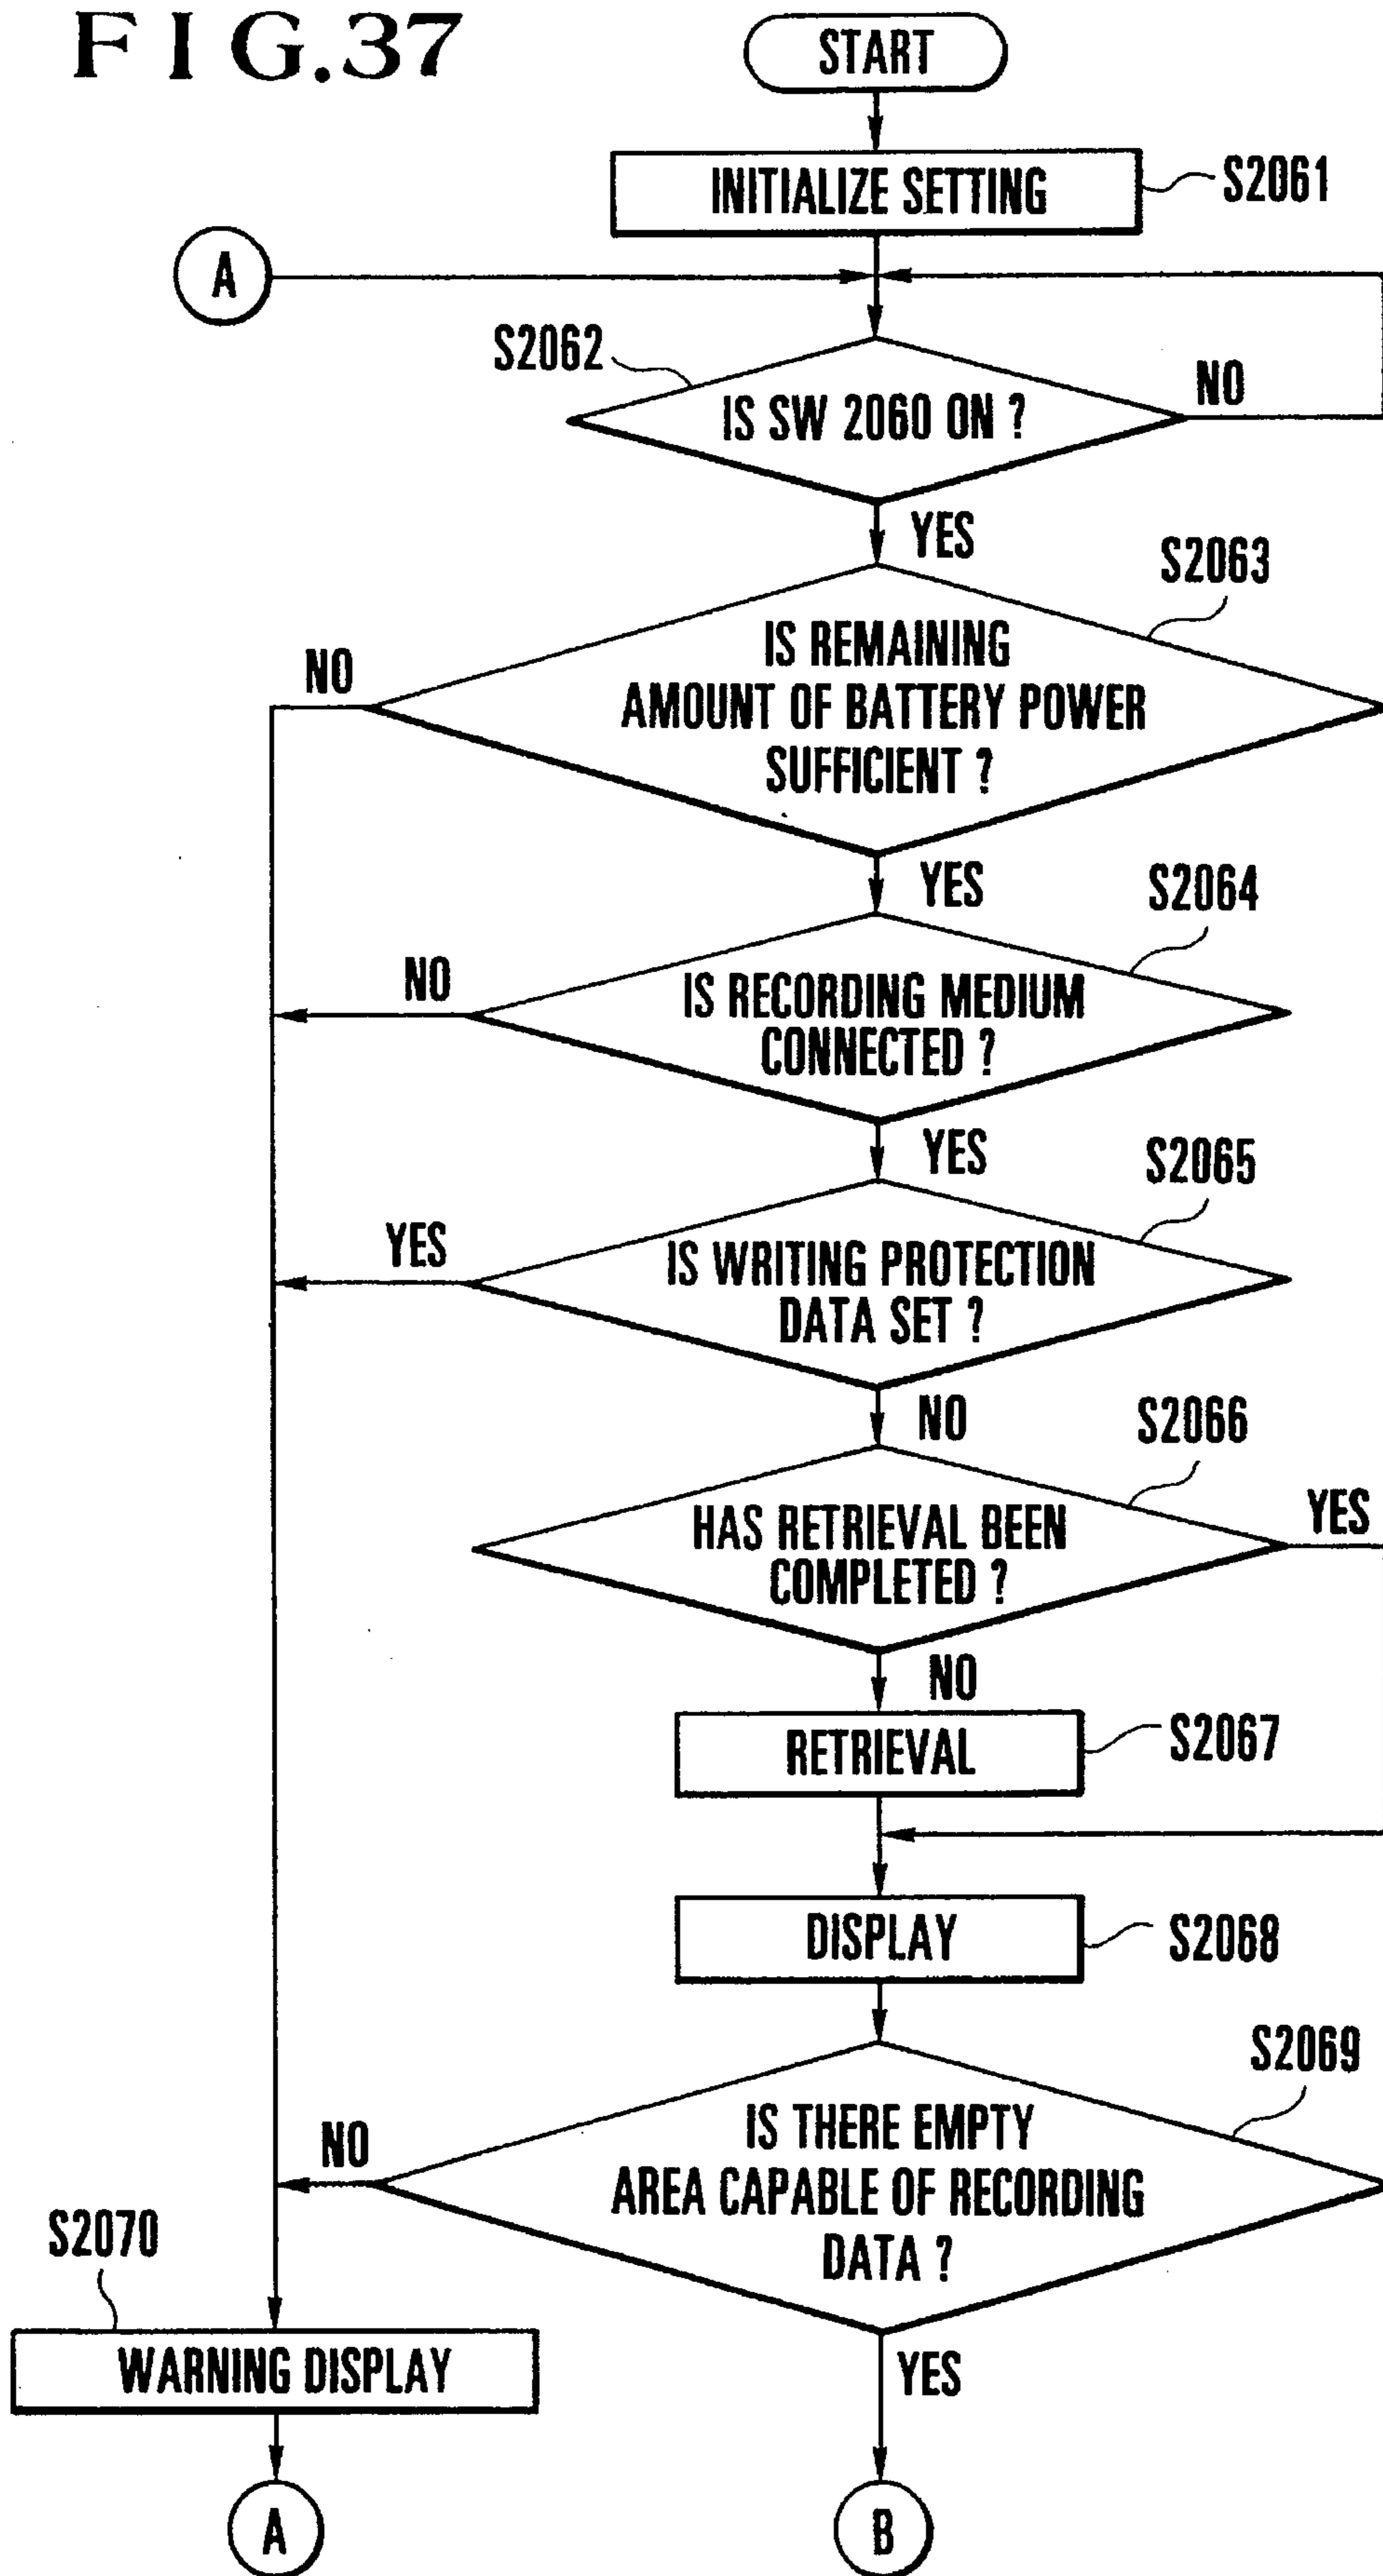 FIG.37
START
INITIALIZE SETTING
S2061
A
S2062
IS SW 2060 ON ?
NO
YES
S2063
IS REMAINING
AMOUNT OF BATTERY POWER
SUFFICIENT ?
NO
YES
S2064
IS RECORDING MEDIUM
CONNECTED ?
NO
YES
S2065
IS WRITING PROTECTION
DATA SET ?
YES
NO
S2066
HAS RETRIEVAL BEEN
COMPLETED ?
YES
NO
RETRIEVAL
S2067
DISPLAY
S2068
S2069
IS THERE EMPTY
AREA CAPABLE OF RECORDING
DATA ?
NO
S2070
WARNING DISPLAY
YES
A
B